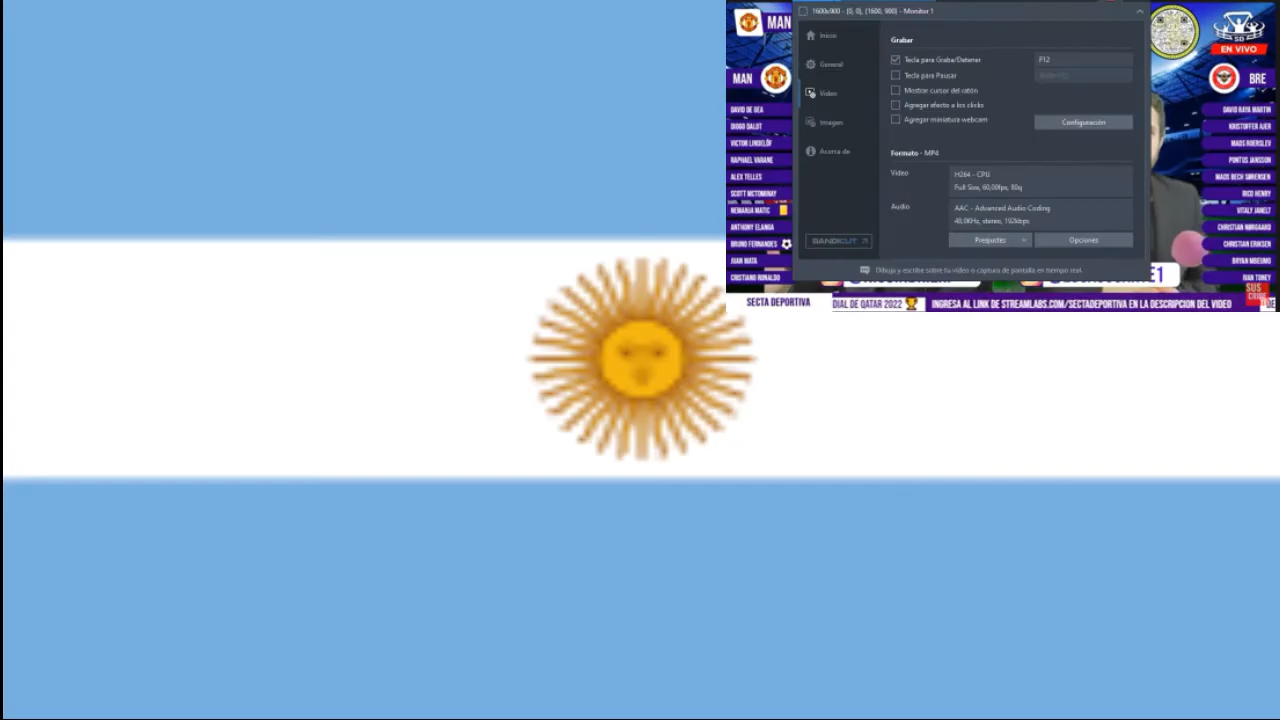 1600x900 - (0, 0), (1600, 900) - Monitor 1
MAN
SD
EN VIVO
MAN
BRE
Inicio
General
Video
Imagen
Acerca de
BANDICUT
Grabar
Tecla para Grabar/Detener
F12
Tecla para Pausar
Mostrar cursor del ratón
Agregar efecto a los clicks
Agregar miniatura webcam
Configuración
Formato - MP4
Video
H264 - CPU
Full Size, 60,00fps, 80q
Audio
AAC - Advanced Audio Coding
48,0KHz, stereo, 192kbps
Preajustes
Opciones
Dibuja y escribe sobre tu video o captura de pantalla en tiempo real.
DAVID DE GEA
DIOGO DALOT
VICTOR LINDELÖF
RAPHAEL VARANE
ALEX TELLES
SCOTT MCTOMINAY
NEMANJA MATIC
ANTHONY ELANGA
BRUNO FERNANDES
JUAN MATA
CRISTIANO RONALDO
DAVID RAYA MARTIN
KRISTOFFER AJER
MADS ROERSLEV
PONTUS JANSSON
MADS BECH SØRENSEN
RICO HENRY
VITALY JANELT
CHRISTIAN NØRGAARD
CHRISTIAN ERIKSEN
BRYAN MBEUMO
IVAN TONEY
SUS
CRIBE
SECTA DEPORTIVA
DIAL DE QATAR 2022
INGRESA AL LINK DE STREAMLABS.COM/SECTADEPORTIVA EN LA DESCRIPCION DEL VIDEO